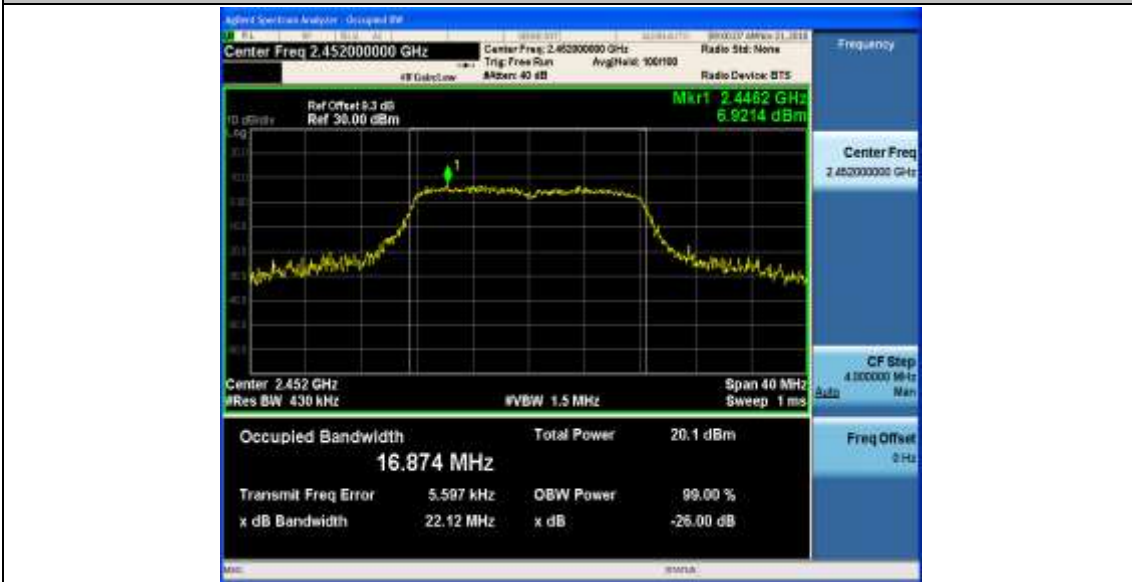 Agilent Spectrum Analyzer - Occupied BW
Center Freq 2.452000000 GHz
Center Freq: 2.452000000 GHz
Radio Std: None
Trig: Free Run Avg|Hold: 100/100
#IFGain:Low #Atten: 40 dB Radio Device: BTS
Frequency
Ref Offset 9.3 dB
Mkr1 2.4462 GHz
10 dB/div Ref 30.00 dBm
6.9214 dBm
Log
1
Center Freq
2.452000000 GHz
Center 2.452 GHz Span 40 MHz
#Res BW 430 kHz #VBW 1.5 MHz Sweep 1 ms
CF Step
4.000000 MHz
Auto Man
Occupied Bandwidth Total Power 20.1 dBm
16.874 MHz
Freq Offset
0 Hz
Transmit Freq Error 5.597 kHz OBW Power 99.00 %
x dB Bandwidth 22.12 MHz x dB -26.00 dB
MSG STATUS